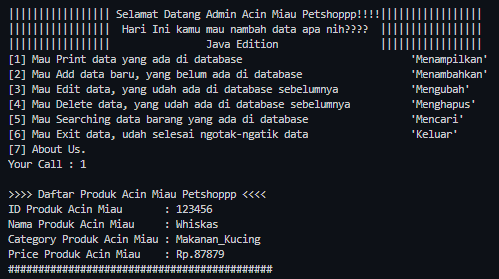 ||||||||||||||||| Selamat Datang Admin Acin Miau Petshoppp!!!!|||||||||||||||||
|||||||||||||||||  Hari Ini kamu mau nambah data apa nih????  |||||||||||||||||
|||||||||||||||||                Java Edition                 |||||||||||||||||
[1] Mau Print data yang ada di database 'Menampilkan'
[2] Mau Add data baru, yang belum ada di database 'Menambahkan'
[3] Mau Edit data, yang udah ada di database sebelumnya 'Mengubah'
[4] Mau Delete data, yang udah ada di database sebelumnya 'Menghapus'
[5] Mau Searching data barang yang ada di database 'Mencari'
[6] Mau Exit data, udah selesai ngotak-ngatik data 'Keluar'
[7] About Us.
Your Call : 1
>>>> Daftar Produk Acin Miau Petshoppp <<<<
ID Produk Acin Miau : 123456
Nama Produk Acin Miau : Whiskas
Category Produk Acin Miau : Makanan_Kucing
Price Produk Acin Miau : Rp.87879
############################################